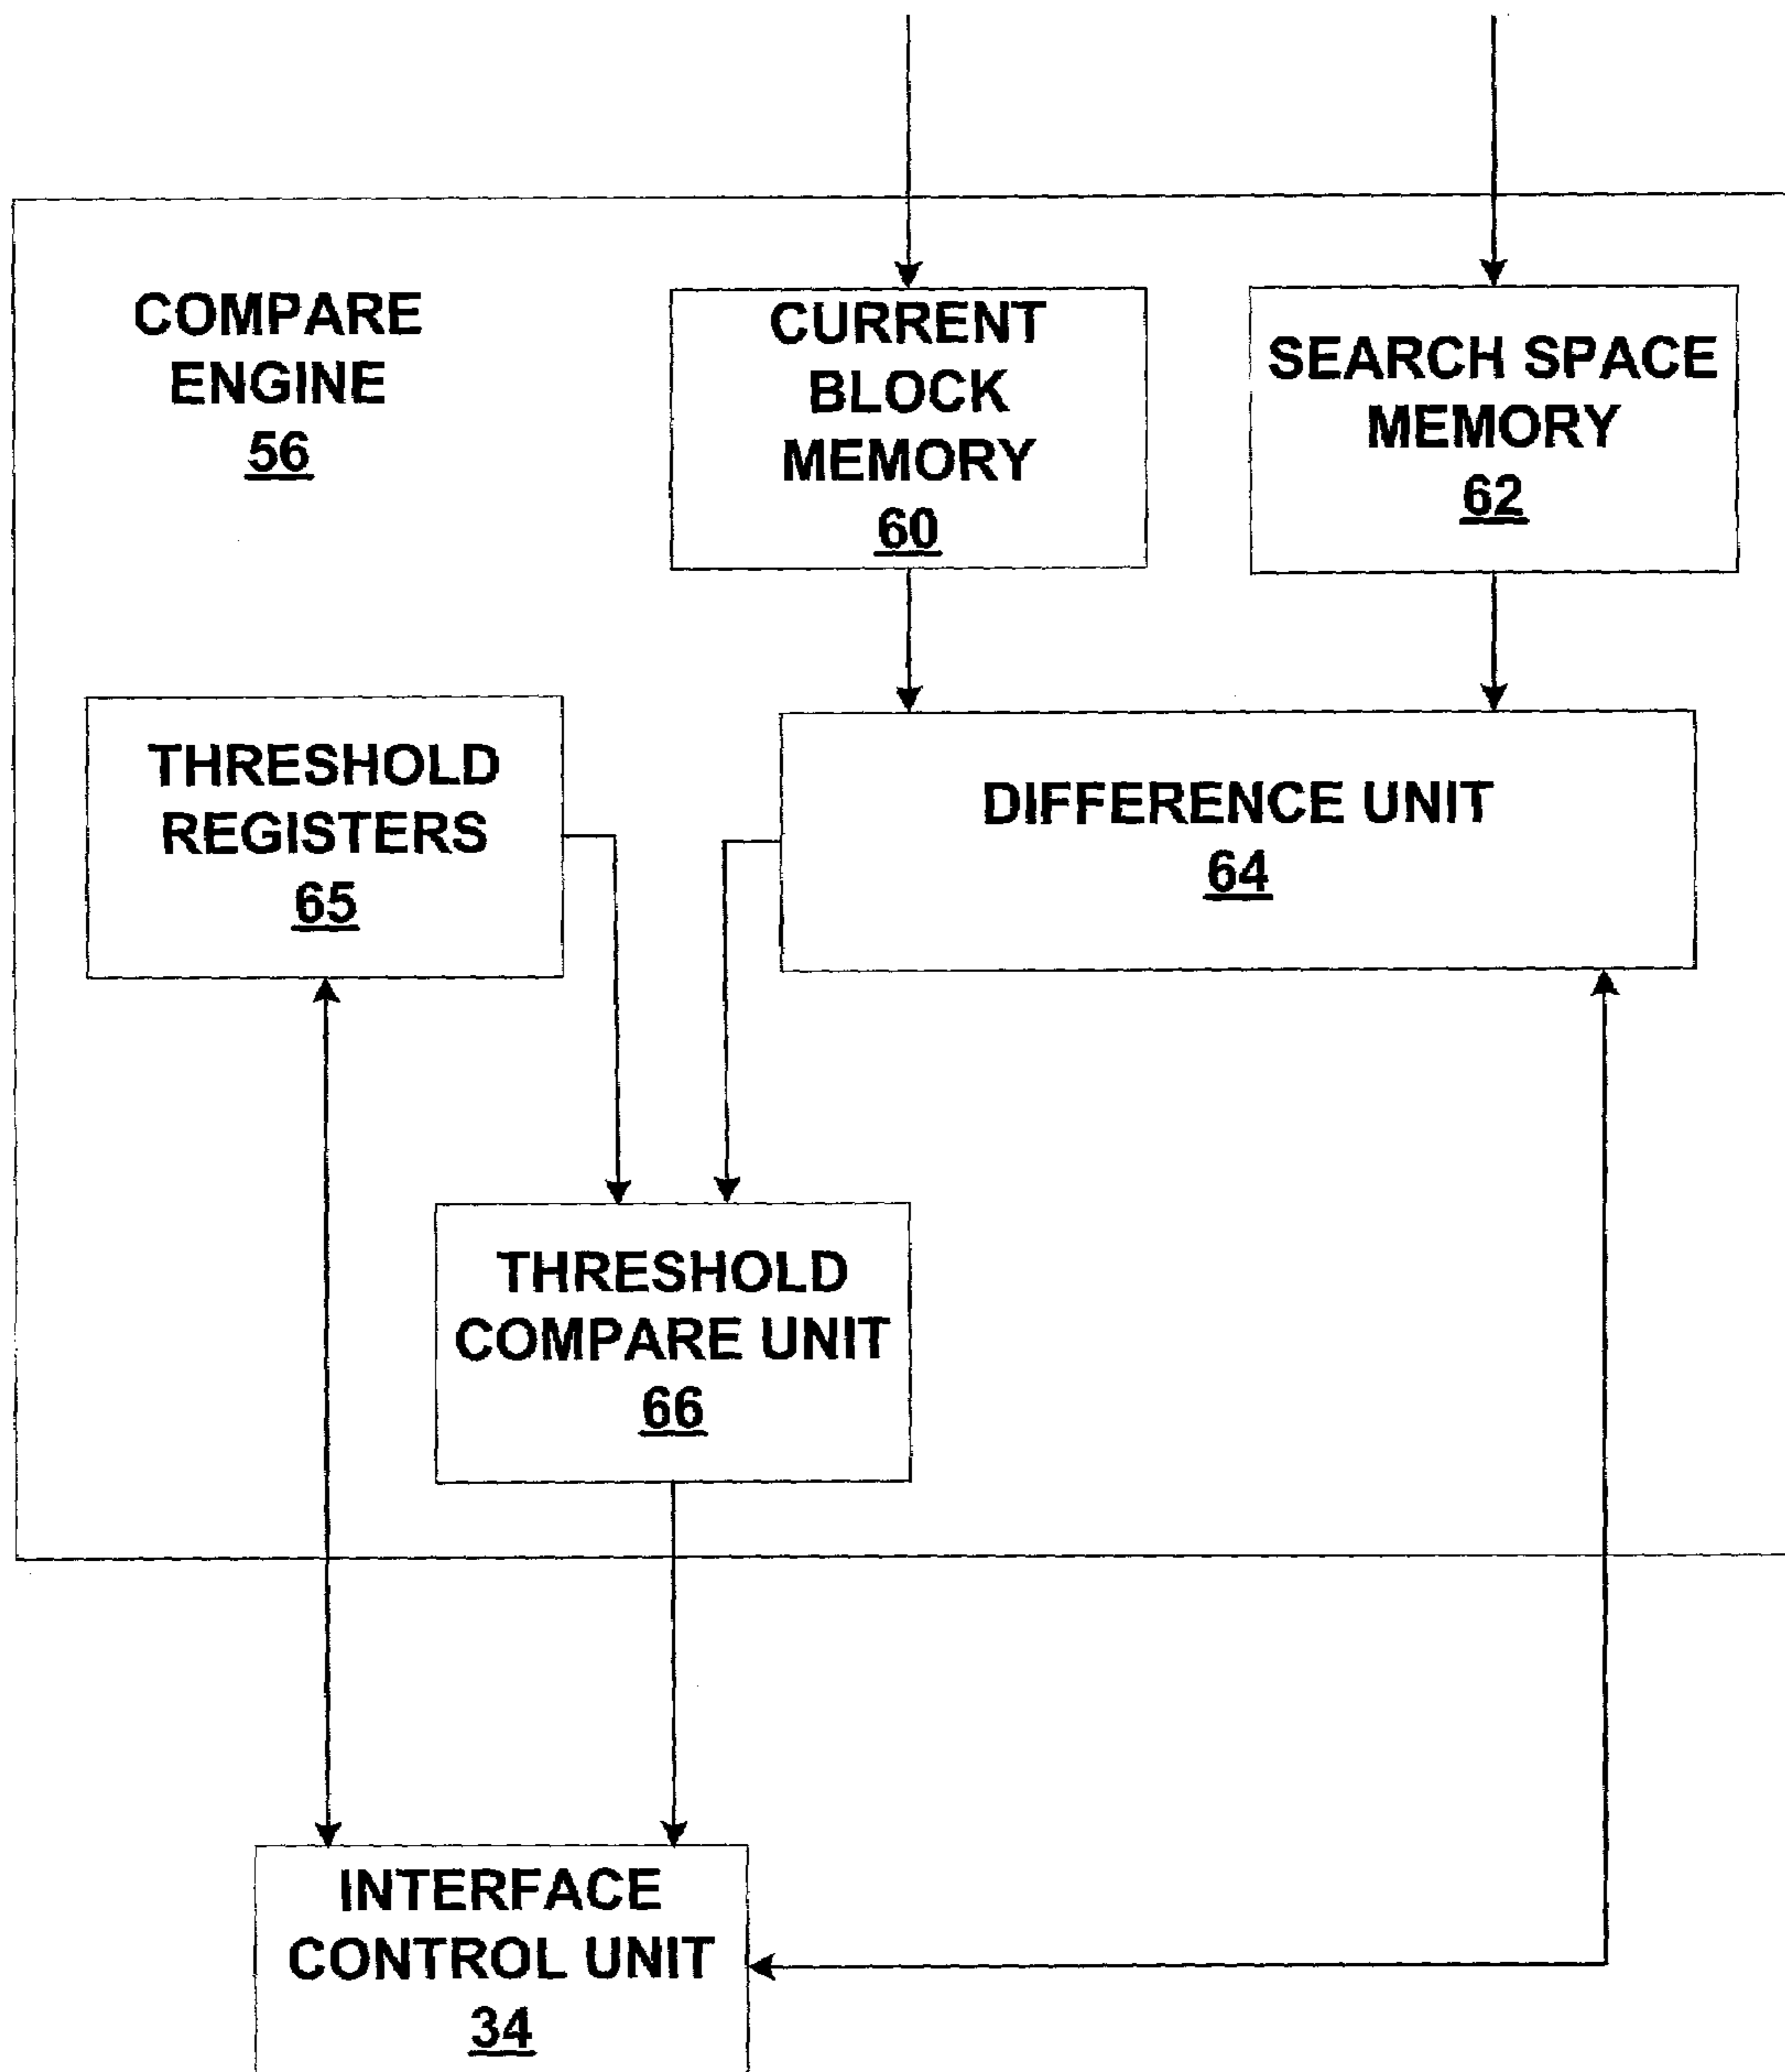 COMPARE
ENGINE
56
CURRENT
BLOCK
MEMORY
60
SEARCH SPACE
MEMORY
62
THRESHOLD
REGISTERS
65
DIFFERENCE UNIT
64
THRESHOLD
COMPARE UNIT
66
INTERFACE
CONTROL UNIT
34